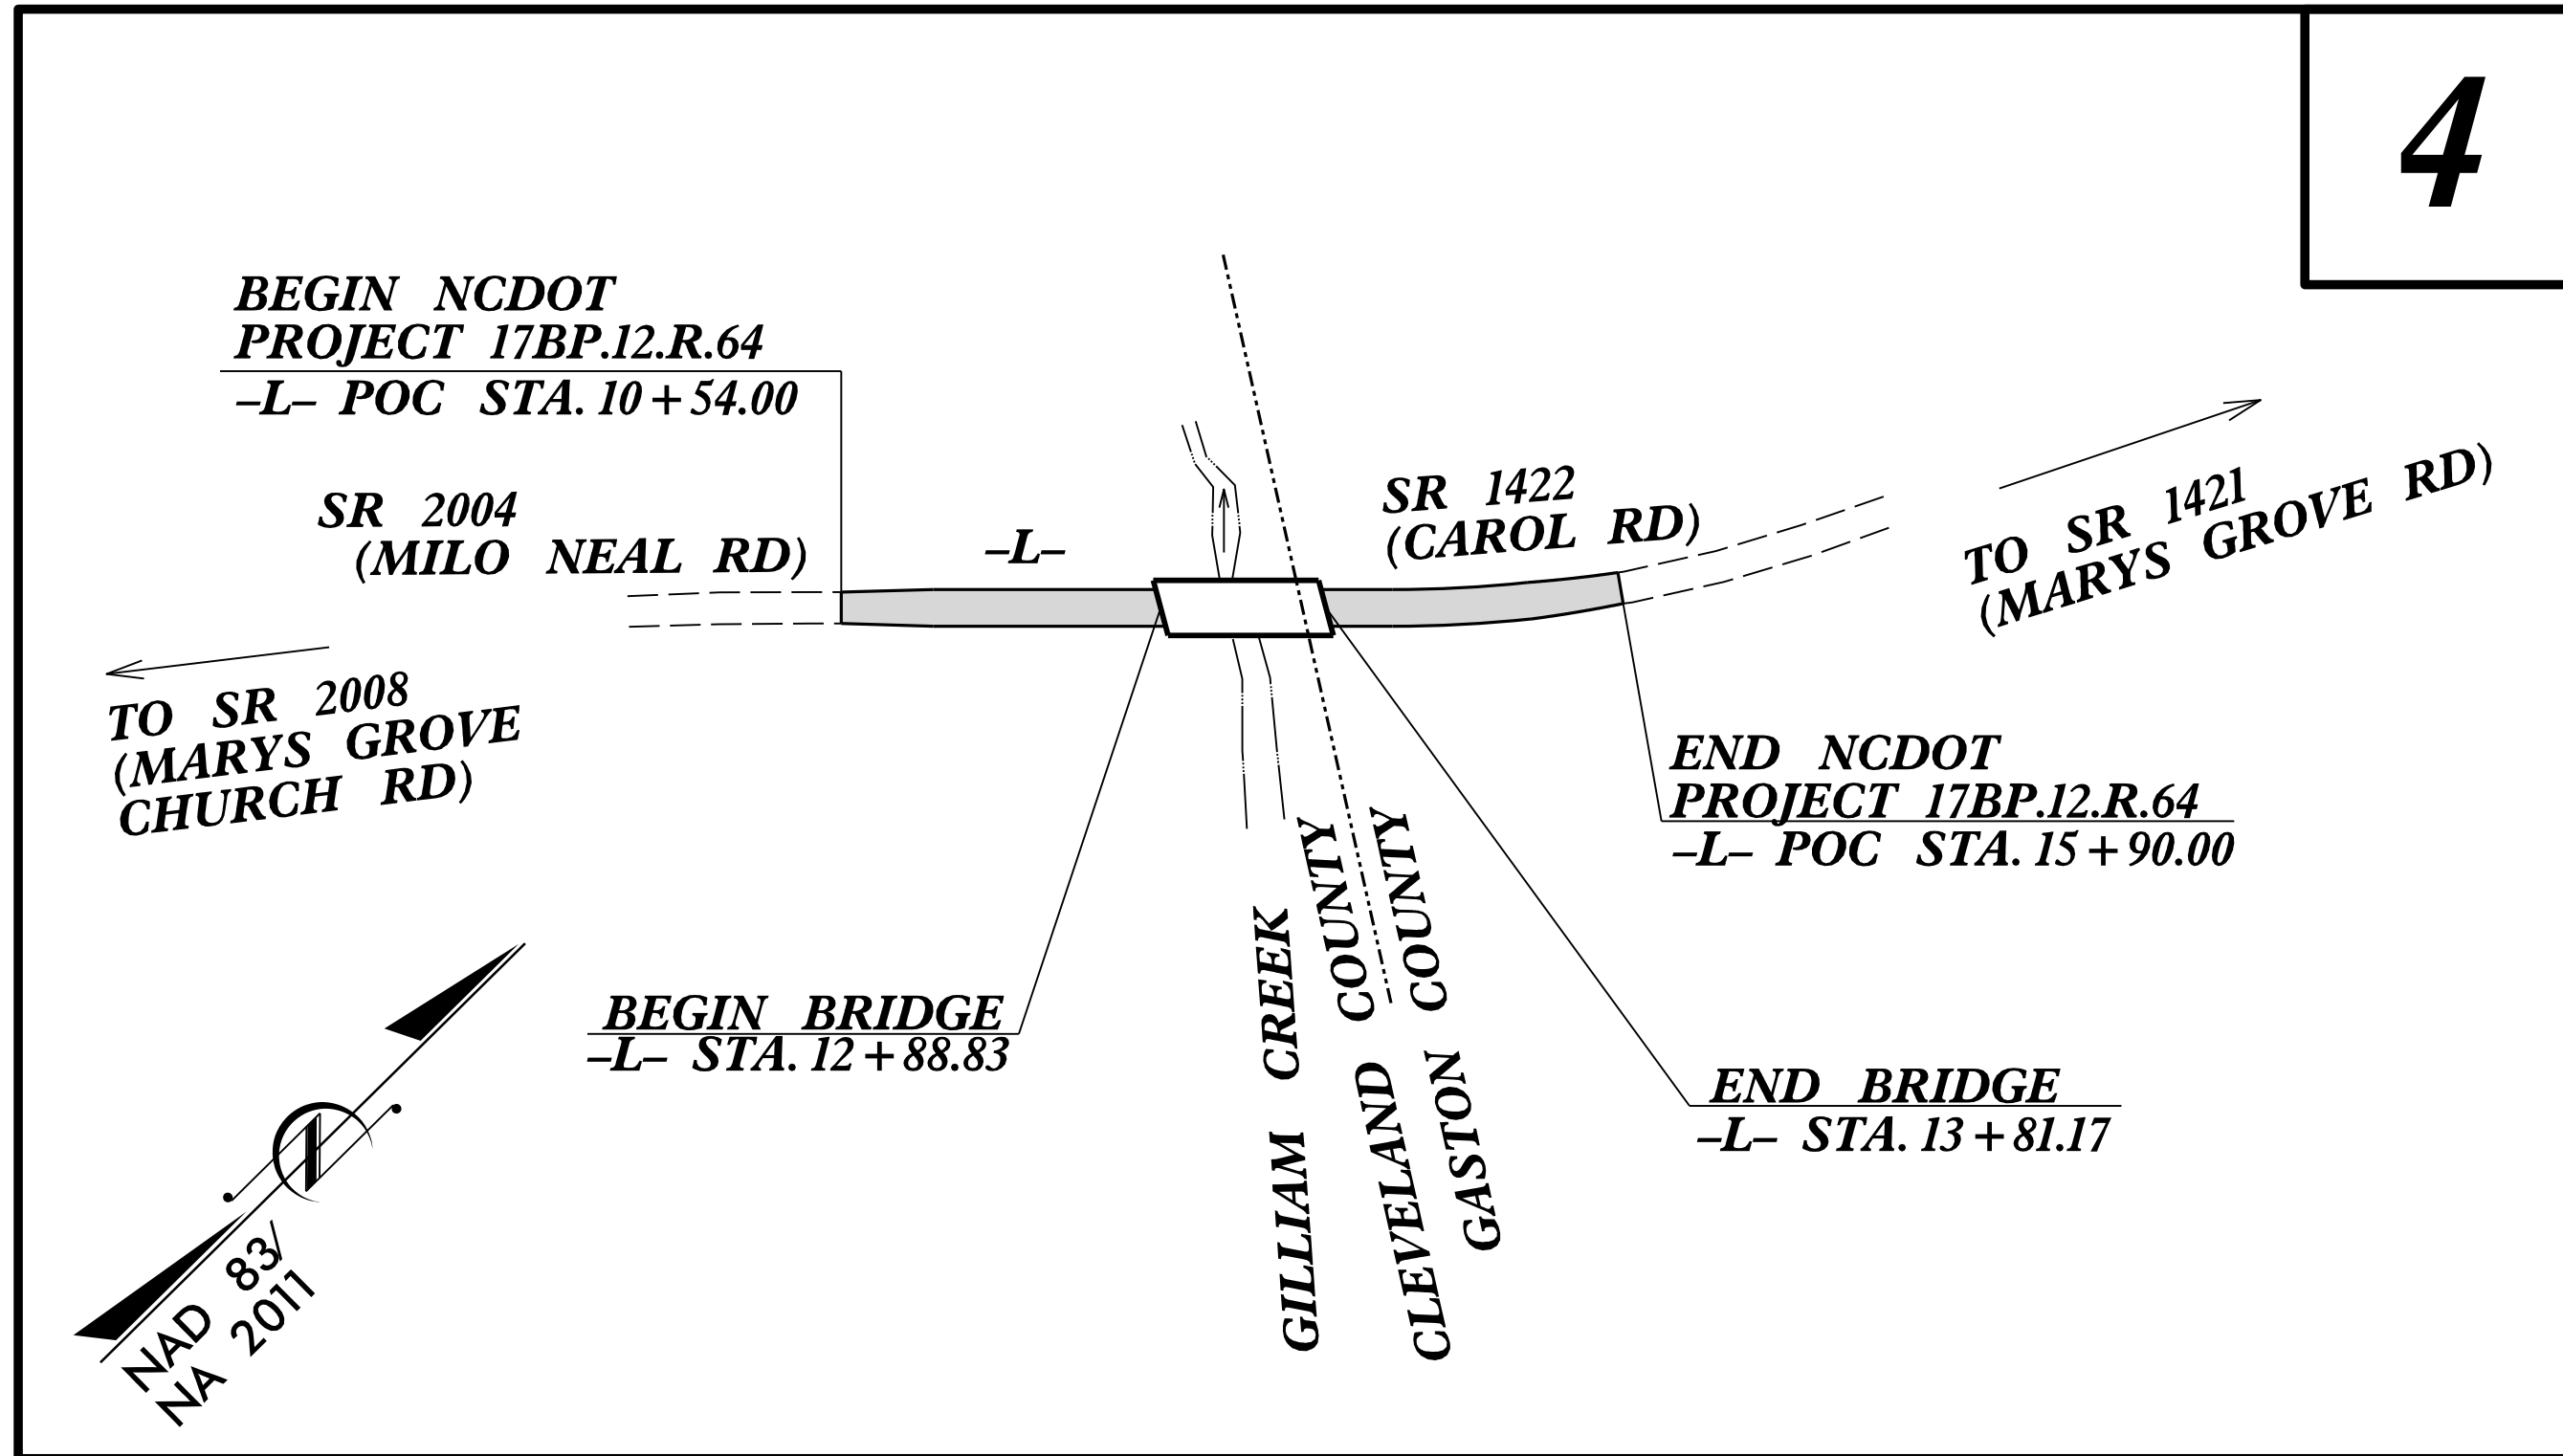 4
BEGIN NCDOT
PROJECT 17BP.12.R.64
–L– POC STA. 10+54.00
SR 2004
(MILO NEAL RD)
–L–
SR 1422
(CAROL RD)
TO SR 1421
(MARYS GROVE RD)
TO SR 2008
(MARYS GROVE
CHURCH RD)
END NCDOT
PROJECT 17BP.12.R.64
–L– POC STA. 15+90.00
BEGIN BRIDGE
–L– STA. 12+88.83
END BRIDGE
–L– STA. 13+81.17
GILLIAM CREEK
CLEVELAND COUNTY
GASTON COUNTY
NAD 83/
NA 2011